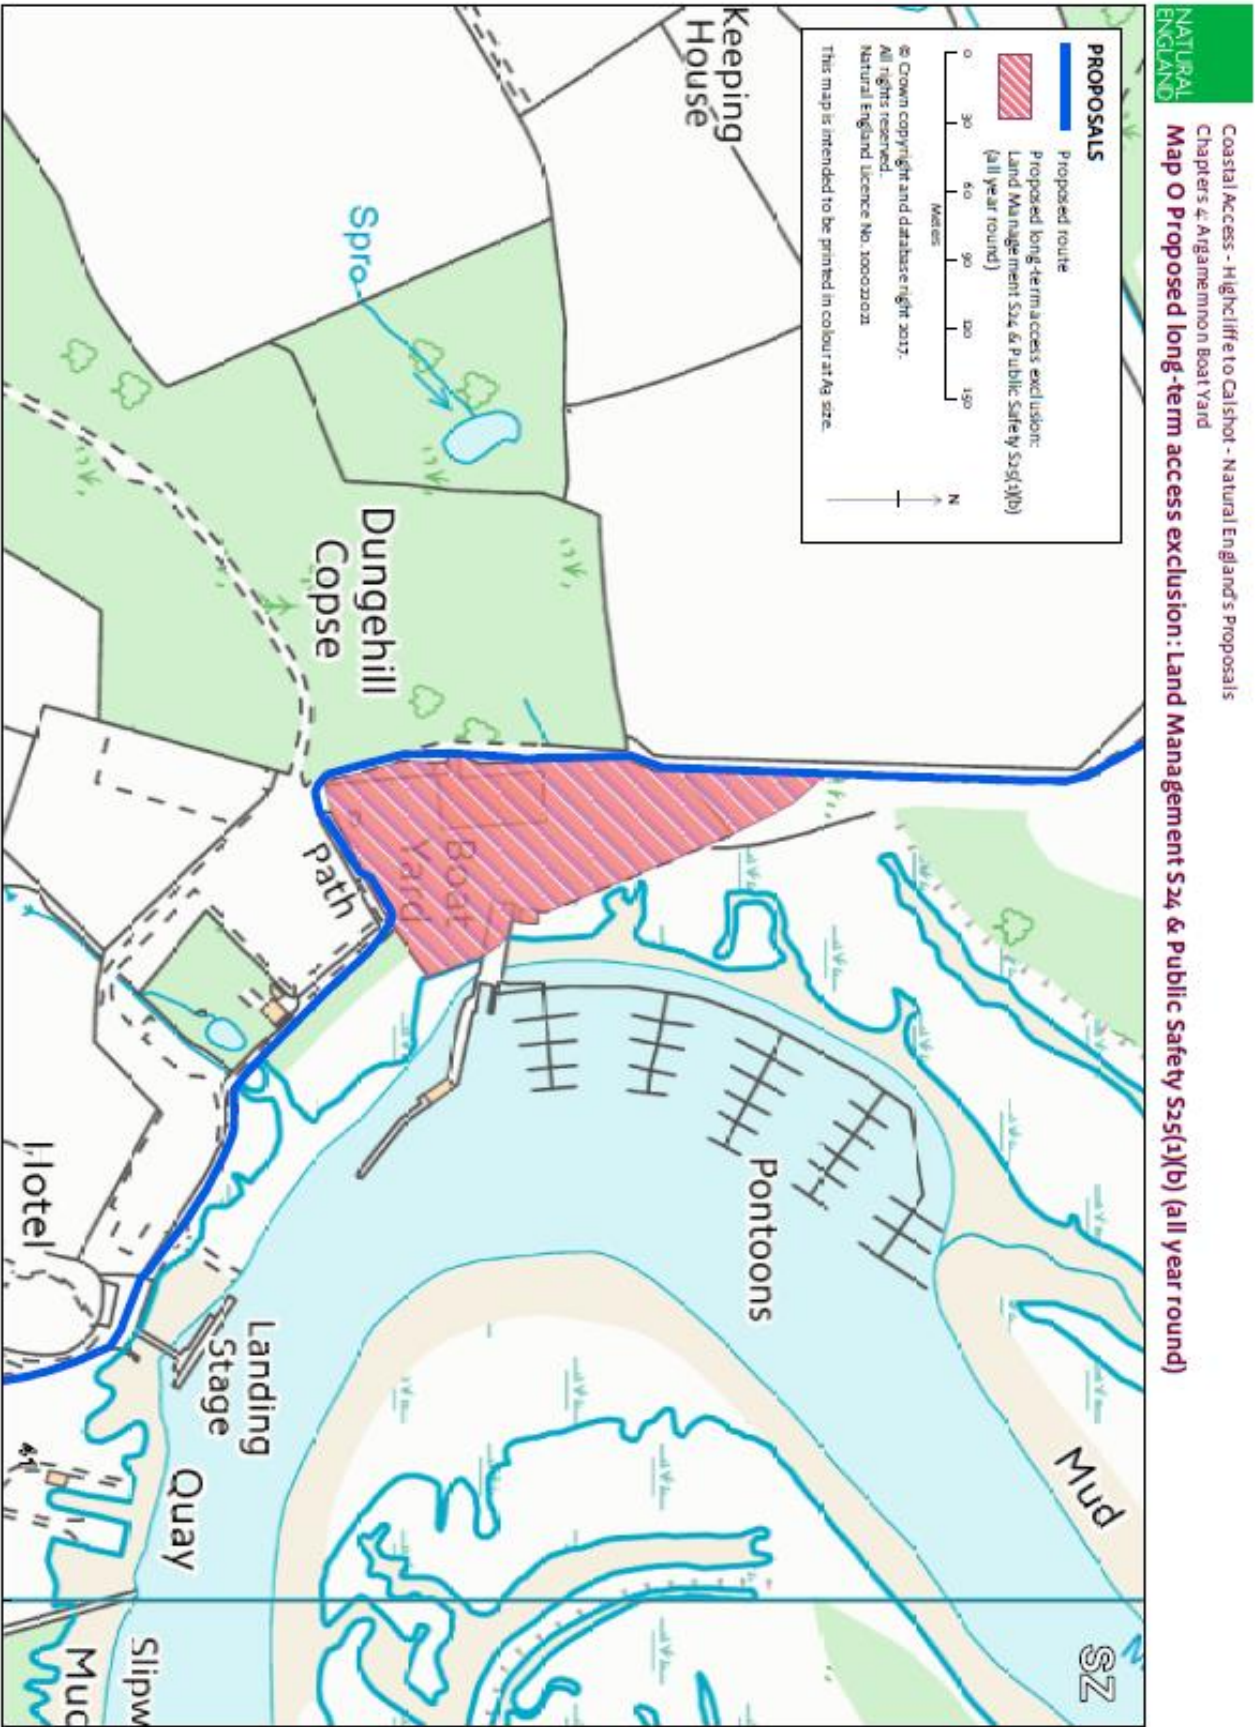 NATURAL
ENGLAND
Coastal Access - Highcliffe to Calshot - Natural England's Proposals
Chapters 4: Argamemnon Boat Yard
Map O Proposed long-term access exclusion: Land Management S24 & Public Safety S25(1)(b) (all year round)
PROPOSALS
Proposed route
Proposed long-term access exclusion:
Land Management S24 & Public Safety S25(1)(b)
(all year round)
0 30 60 90 120 150
Meters
N
© Crown copyright and database right 2017.
All rights reserved.
Natural England Licence No. 100022021
This map is intended to be printed in colour at A3 size.
Keeping
House
Spro
Dungehill
Copse
Boat
Yard
Path
Pontoons
Mud
SZ
Hotel
Landing
Stage
Quay
41
Slipw
Mud